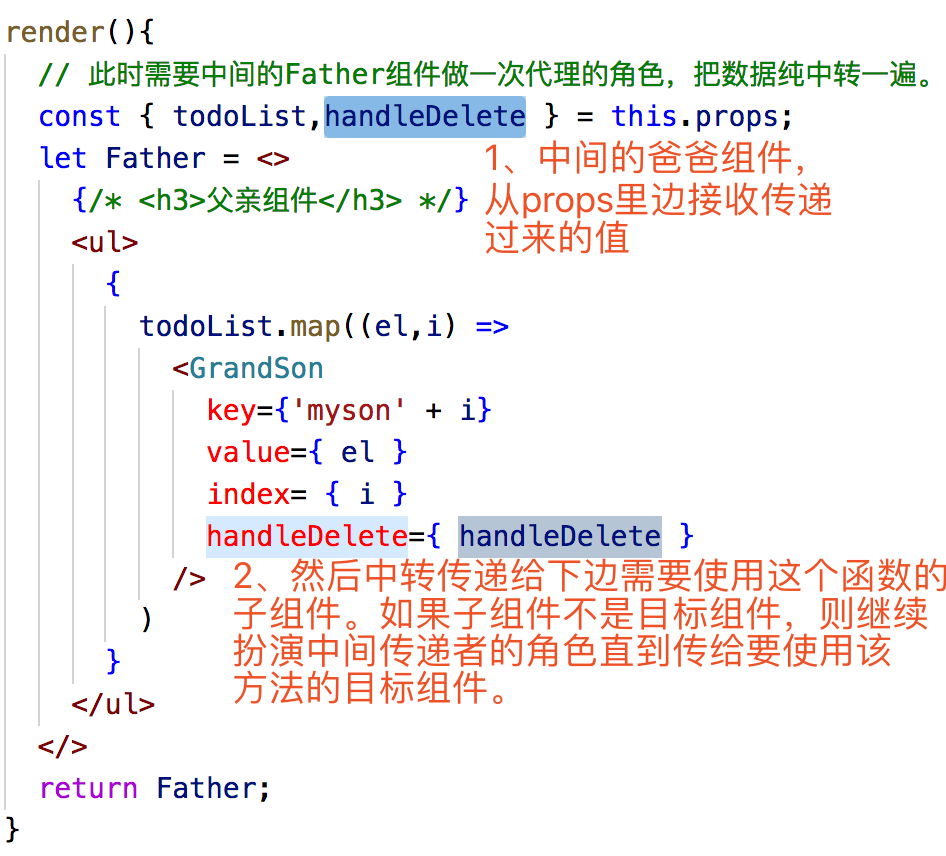 render(){
// 此时需要中间的Father组件做一次代理的角色，把数据纯中转一遍。
const { todoList,handleDelete } = this.props;
let Father = <>
1、中间的爸爸组件，
{/* <h3>父亲组件</h3> */}
从props里边接收传递
过来的值
<ul>
{
todoList.map((el,i) =>
<GrandSon
key={'myson' + i}
value={ el }
index= { i }
handleDelete={ handleDelete }
/>
2、然后中转传递给下边需要使用这个函数的
子组件。如果子组件不是目标组件，则继续
)
扮演中间传递者的角色直到传给要使用该
}
方法的目标组件。
</ul>
</>
return Father;
}